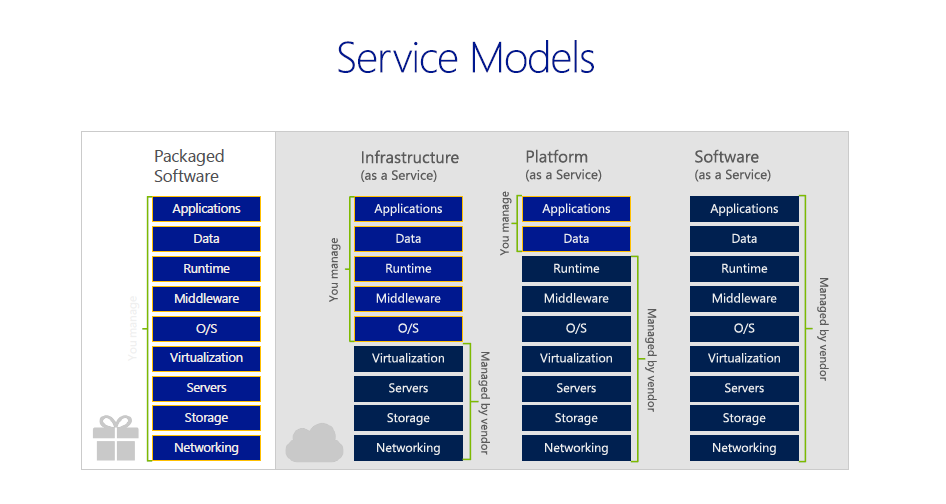 Service Models
Packaged
Software
Applications
Data
Runtime
Middleware
O/S
Virtualization
Servers
Storage
Networking
You manage
Infrastructure
(as a Service)
Applications
Data
Runtime
Middleware
O/S
Virtualization
Servers
Storage
Networking
You manage
Managed by vendor
Platform
(as a Service)
Applications
Data
Runtime
Middleware
O/S
Virtualization
Servers
Storage
Networking
You manage
Managed by vendor
Software
(as a Service)
Applications
Data
Runtime
Middleware
O/S
Virtualization
Servers
Storage
Networking
Managed by vendor